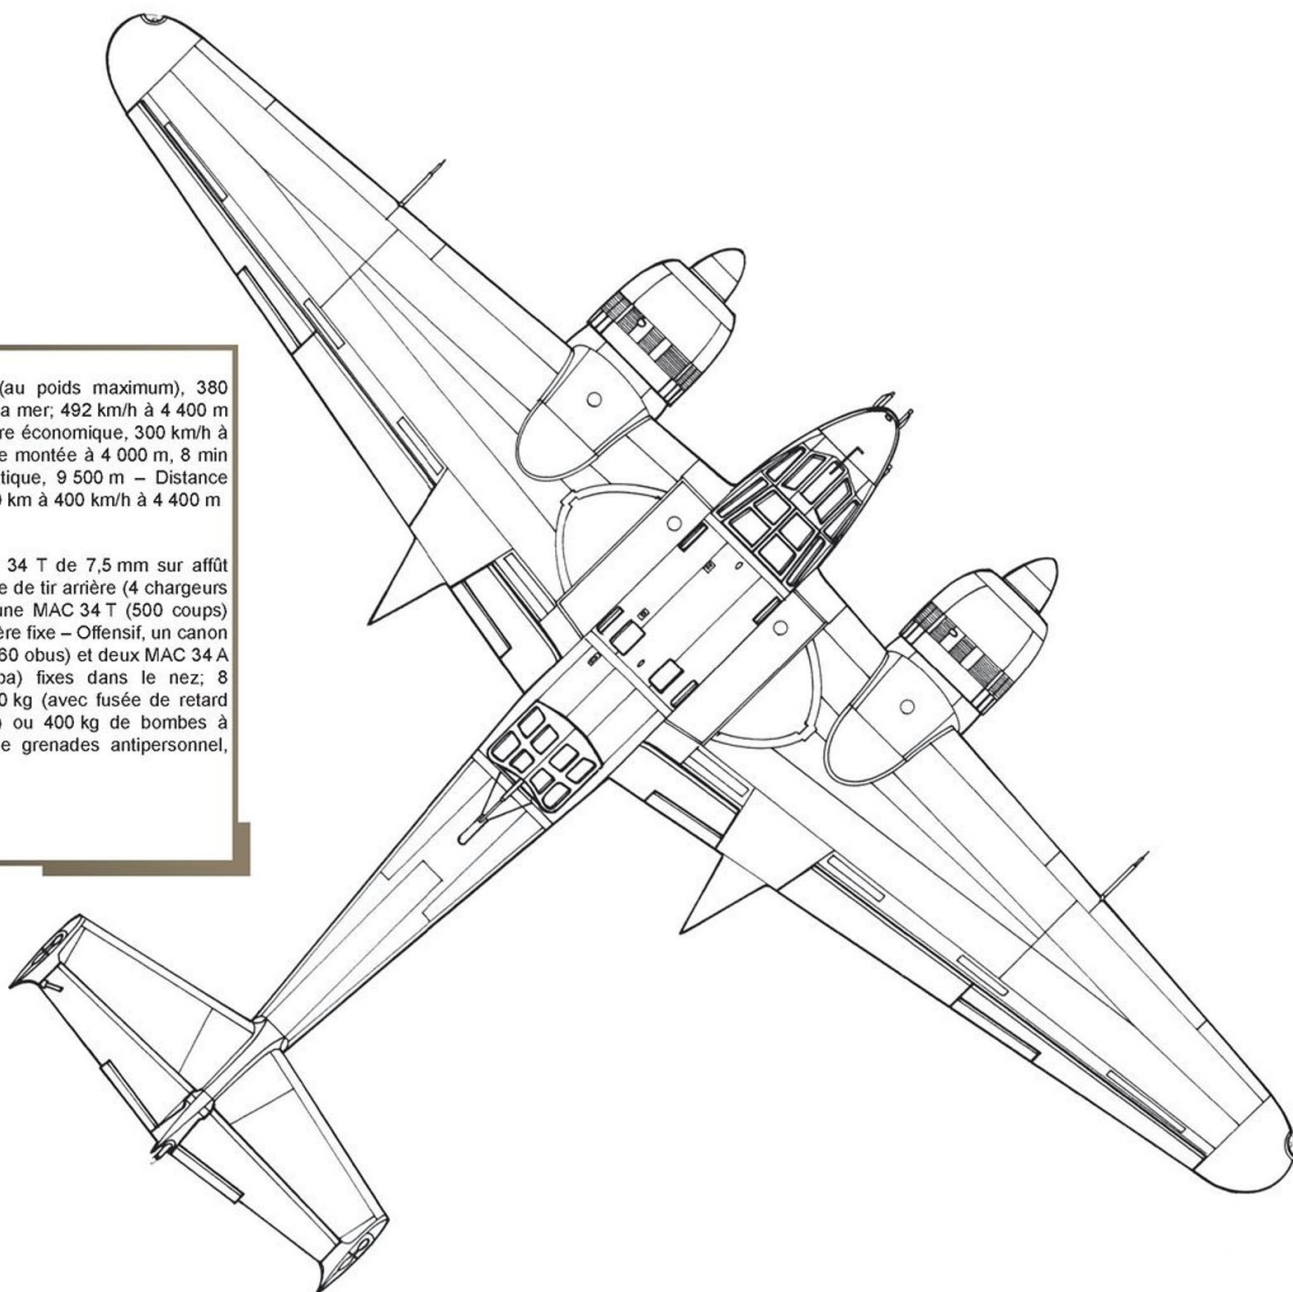 (au poids maximum), 380
a mer; 492 km/h à 4 400 m
re économique, 300 km/h à
e montée à 4 000 m, 8 min
tique, 9 500 m – Distance
0 km à 400 km/h à 4 400 m
34 T de 7,5 mm sur affût
e de tir arrière (4 chargeurs
une MAC 34 T (500 coups)
ère fixe – Offensif, un canon
60 obus) et deux MAC 34 A
pa) fixes dans le nez; 8
0 kg (avec fusée de retard
) ou 400 kg de bombes à
e grenades antipersonnel,